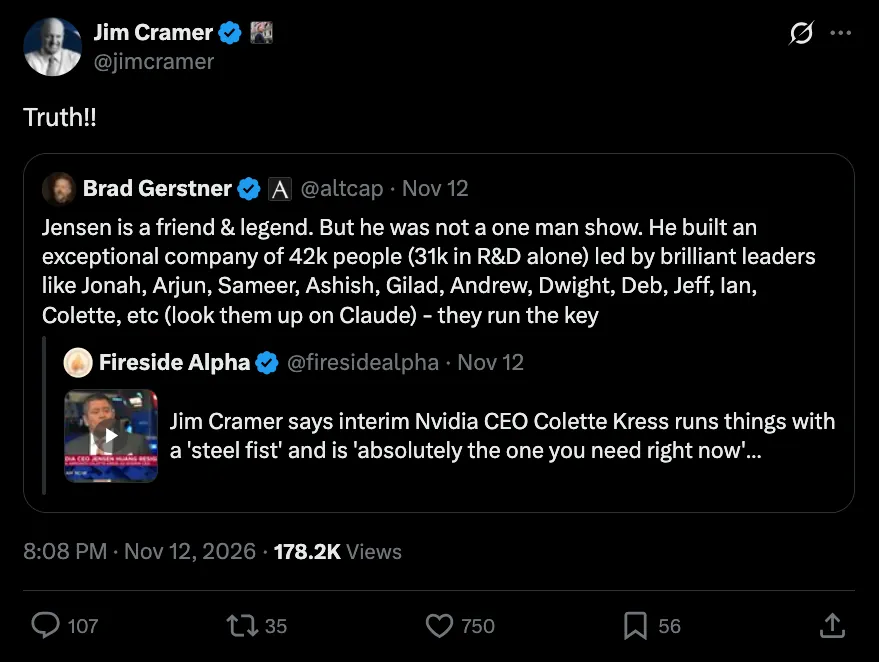 Jim Cramer
@jimcramer
Truth!!
Brad Gerstner @altcap · Nov 12
Jensen is a friend & legend. But he was not a one man show. He built an
exceptional company of 42k people (31k in R&D alone) led by brilliant leaders
like Jonah, Arjun, Sameer, Ashish, Gilad, Andrew, Dwight, Deb, Jeff, Ian,
Colette, etc (look them up on Claude) - they run the key
Fireside Alpha @firesidealpha · Nov 12
Jim Cramer says interim Nvidia CEO Colette Kress runs things with
a 'steel fist' and is 'absolutely the one you need right now'...
DIA CEO JENSEN HUANG RESIG
8:08 PM · Nov 12, 2026 · 178.2K Views
107 35 750 56